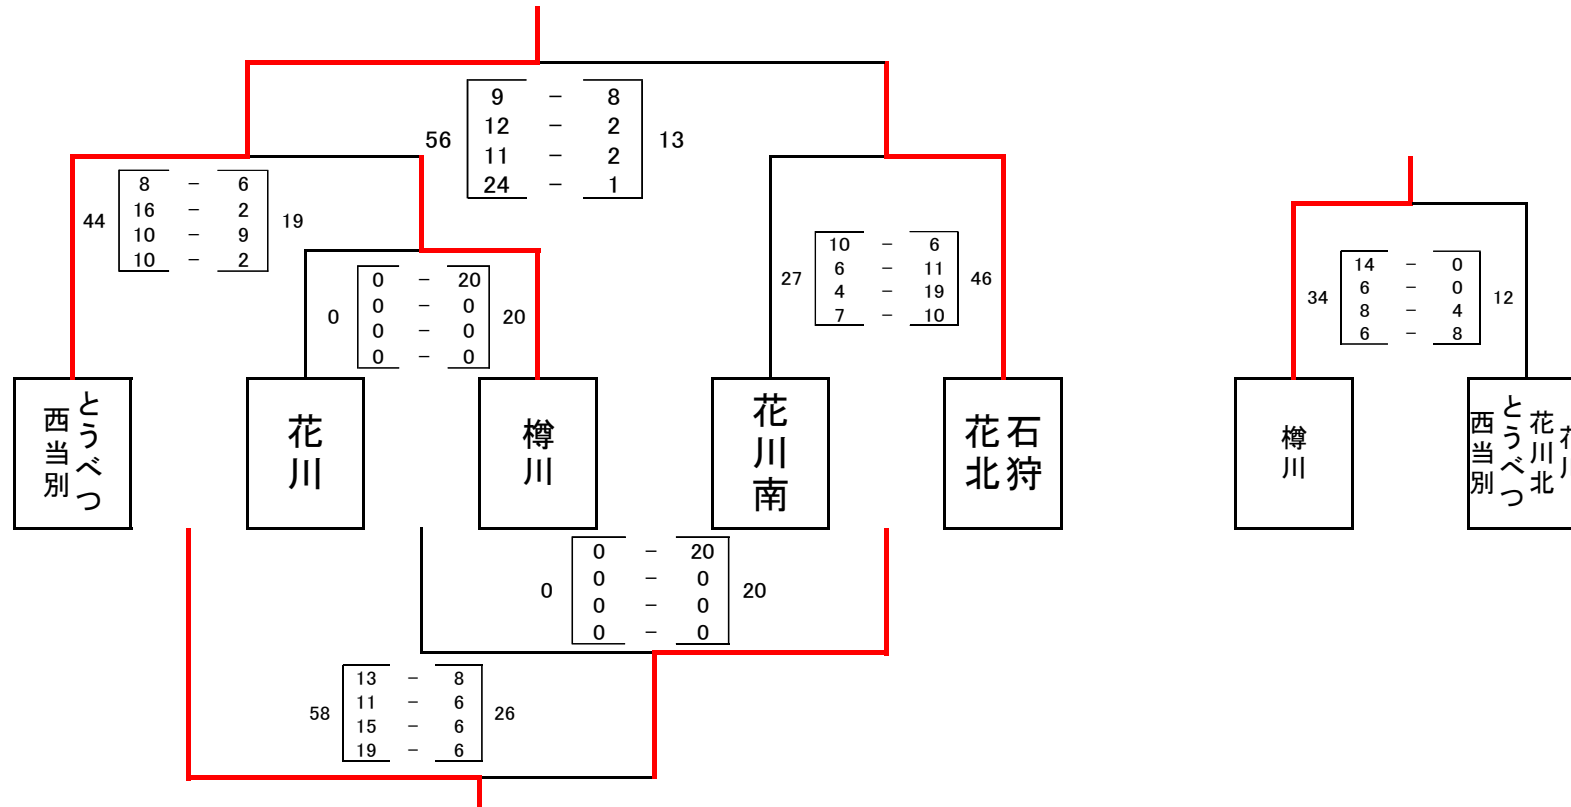 9 - 8
56 12 - 2 13
11 - 2
24 - 1
8 - 6
44 16 - 2 19
10 - 9
10 - 2
0 - 20
0 0 - 0 20
0 - 0
0 - 0
10 - 6
27 6 - 11 46
4 - 19
7 - 10
14 - 0
34 6 - 0 12
8 - 4
6 - 8
とうべつ
西当別
花川
樽川
花川南
石狩
花北
樽川
花川
花川北
とうべつ
西当別
0 - 20
0 0 - 0 20
0 - 0
0 - 0
13 - 8
58 11 - 6 26
15 - 6
19 - 6